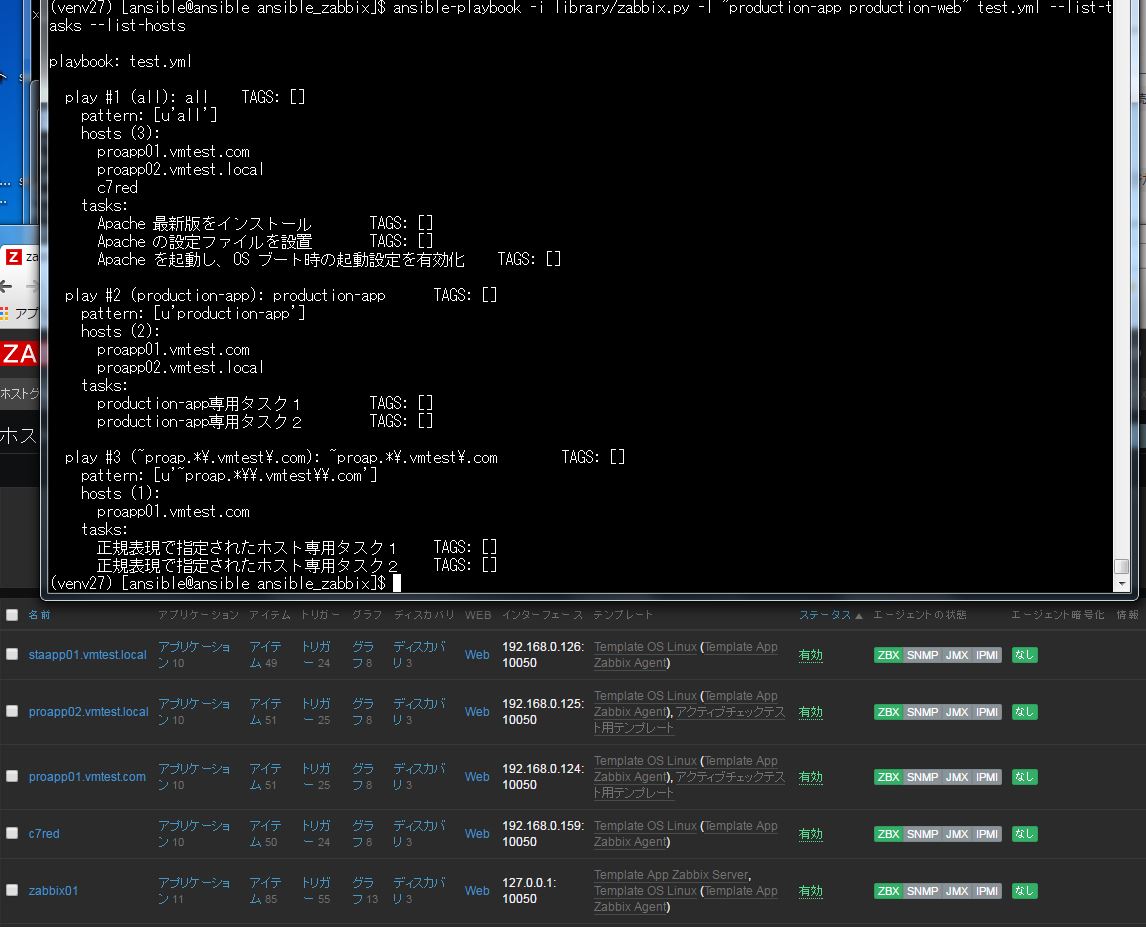 (venv27) [ansible@ansible ansible_zabbix]$ ansible-playbook -i library/zabbix.py -l "production-app production-web" test.yml --list-t
asks --list-hosts
playbook: test.yml
play #1 (all): all TAGS: []
pattern: [u'all']
hosts (3):
proapp01.vmtest.com
proapp02.vmtest.local
c7red
tasks:
Apache 最新版をインストール TAGS: []
Apache の設定ファイルを設置 TAGS: []
Apache を起動し、OS ブート時の起動設定を有効化 TAGS: []
play #2 (production-app): production-app TAGS: []
pattern: [u'production-app']
hosts (2):
proapp01.vmtest.com
proapp02.vmtest.local
tasks:
production-app専用タスク１ TAGS: []
production-app専用タスク２ TAGS: []
play #3 (~proap.*¥.vmtest¥.com): ~proap.*¥.vmtest¥.com TAGS: []
pattern: [u'~proap.*¥¥.vmtest¥¥.com']
hosts (1):
proapp01.vmtest.com
tasks:
正規表現で指定されたホスト専用タスク１ TAGS: []
正規表現で指定されたホスト専用タスク２ TAGS: []
(venv27) [ansible@ansible ansible_zabbix]$
Z za
アプ
ZA
ホストグ
ホス
名前 アプリケーション アイテム トリガー グラフ ディスカバリ WEB インターフェース テンプレート ステータス▲ エージェントの状態 エージェント暗号化 情報
staapp01.vmtest.local アプリケーショ アイテ トリガ グラ ディスカバ Web 192.168.0.126: Template OS Linux (Template App 有効 ZBX SNMP JMX IPMI なし
ン 10 ム 49 ー 24 フ 8 リ 3 10050 Zabbix Agent)
proapp02.vmtest.local アプリケーショ アイテ トリガ グラ ディスカバ Web 192.168.0.125: Template OS Linux (Template App 有効 ZBX SNMP JMX IPMI なし
ン 10 ム 51 ー 25 フ 8 リ 3 10050 Zabbix Agent), アクティブチェックテス
ト用テンプレート
proapp01.vmtest.com アプリケーショ アイテ トリガ グラ ディスカバ Web 192.168.0.124: Template OS Linux (Template App 有効 ZBX SNMP JMX IPMI なし
ン 10 ム 51 ー 25 フ 8 リ 3 10050 Zabbix Agent), アクティブチェックテス
ト用テンプレート
c7red アプリケーショ アイテ トリガ グラ ディスカバ Web 192.168.0.159: Template OS Linux (Template App 有効 ZBX SNMP JMX IPMI なし
ン 10 ム 50 ー 24 フ 8 リ 3 10050 Zabbix Agent)
zabbix01 アプリケーショ アイテ トリガ グラ ディスカバ Web 127.0.0.1: Template App Zabbix Server, 有効 ZBX SNMP JMX IPMI なし
ン 11 ム 85 ー 55 フ 13 リ 3 10050 Template OS Linux (Template App
Zabbix Agent)